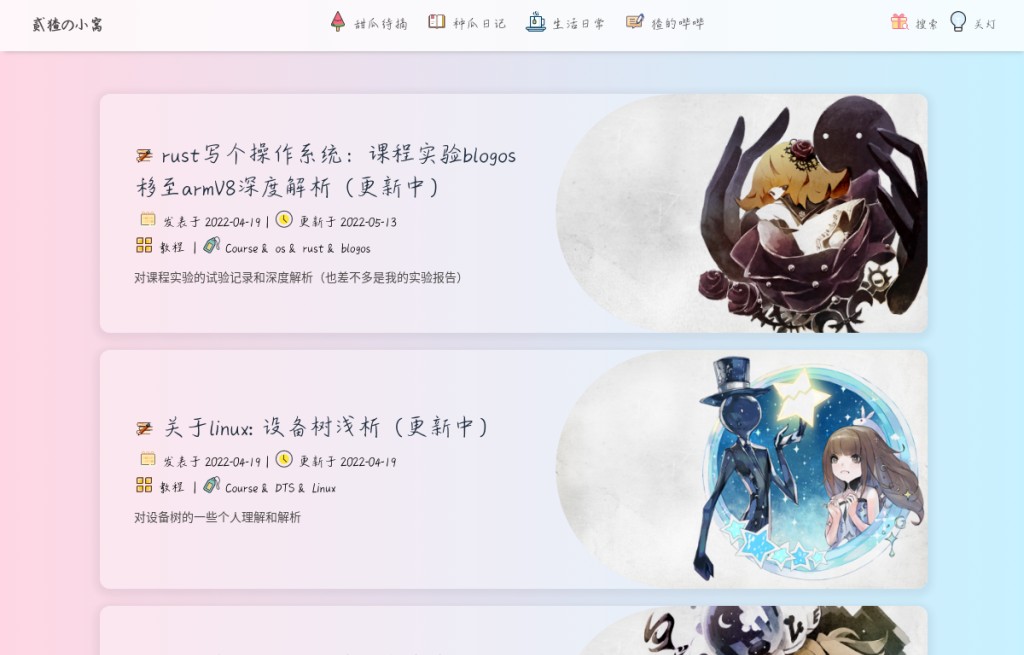 贰猹の小窝
甜瓜待摘 种瓜日记 生活日常 猹的哔哔
搜索 关灯
rust写个操作系统：课程实验blogos
移至armV8深度解析（更新中）
发表于 2022-04-19 | 更新于 2022-05-13
教程 | Course & os & rust & blogos
对课程实验的试验记录和深度解析（也差不多是我的实验报告）
关于linux: 设备树浅析（更新中）
发表于 2022-04-19 | 更新于 2022-04-19
教程 | Course & DTS & Linux
对设备树的一些个人理解和解析